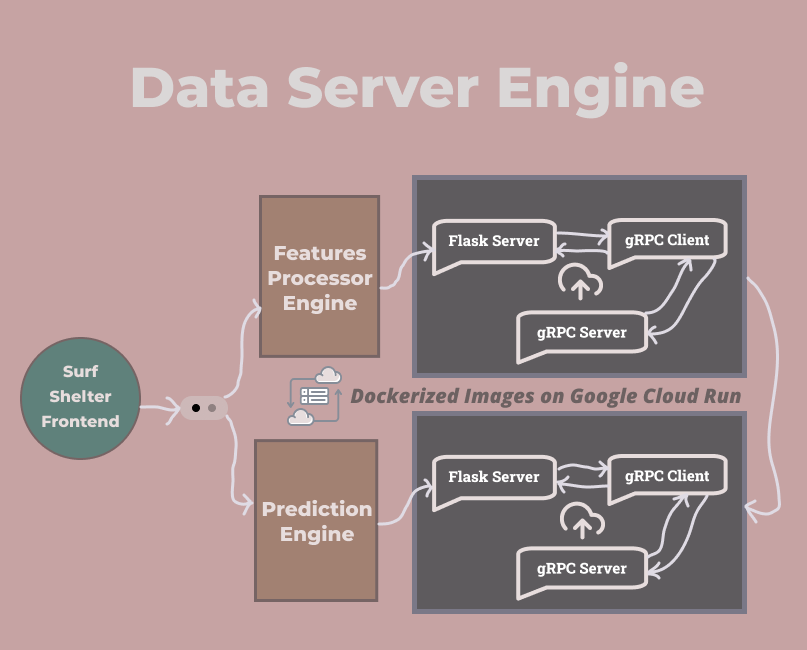 Data Server Engine
Features
Processor
Engine
Flask Server
gRPC Client
gRPC Server
Surf
Shelter
Frontend
Dockerized Images on Google Cloud Run
Prediction
Engine
Flask Server
gRPC Client
gRPC Server